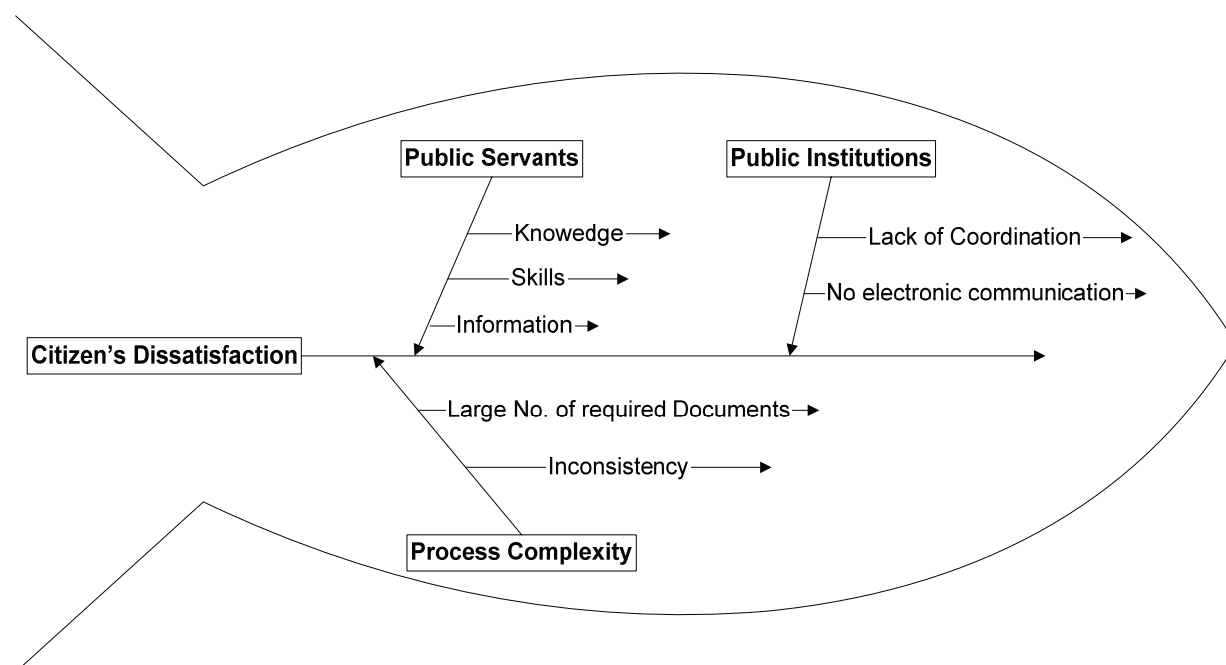 Public Servants
Public Institutions
Knowedge
Lack of Coordination
Skills
No electronic communication
Information
Citizen's Dissatisfaction
Large No. of required Documents
Inconsistency
Process Complexity